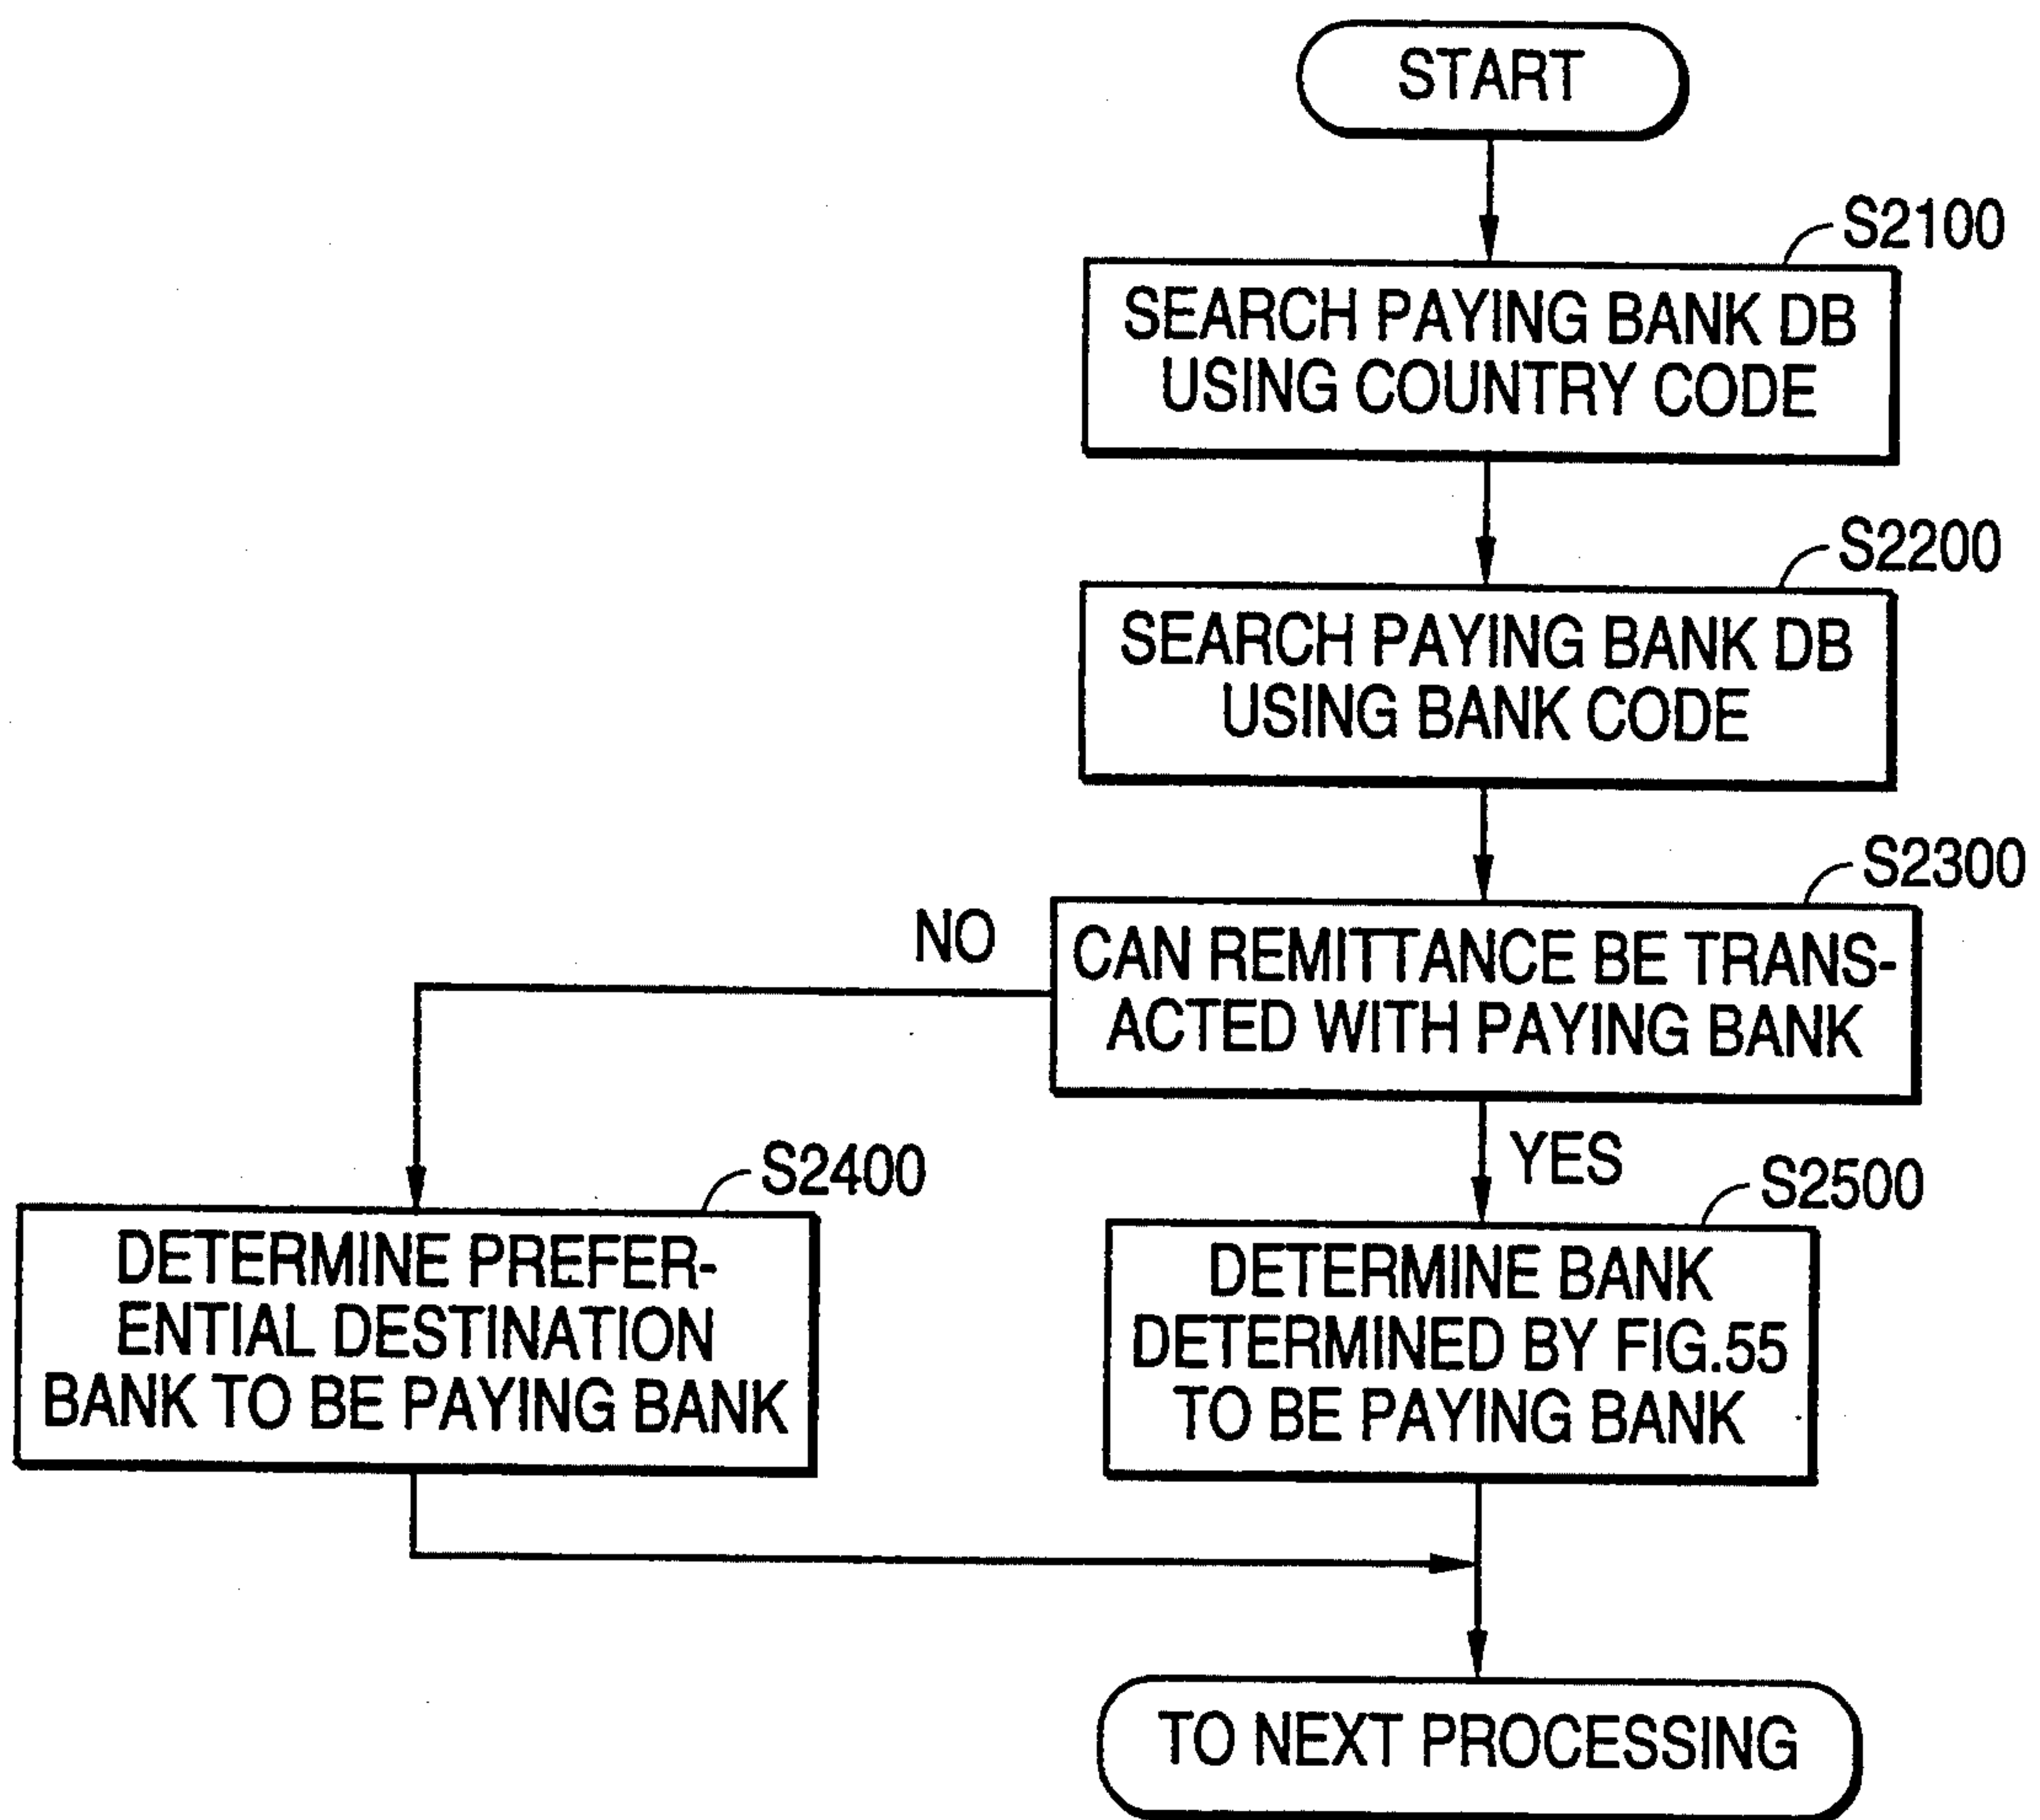 START
S2100
SEARCH PAYING BANK DB
USING COUNTRY CODE
S2200
SEARCH PAYING BANK DB
USING BANK CODE
S2300
CAN REMITTANCE BE TRANS-
ACTED WITH PAYING BANK
NO
YES
S2400
DETERMINE PREFER-
ENTIAL DESTINATION
BANK TO BE PAYING BANK
S2500
DETERMINE BANK
DETERMINED BY FIG.55
TO BE PAYING BANK
TO NEXT PROCESSING